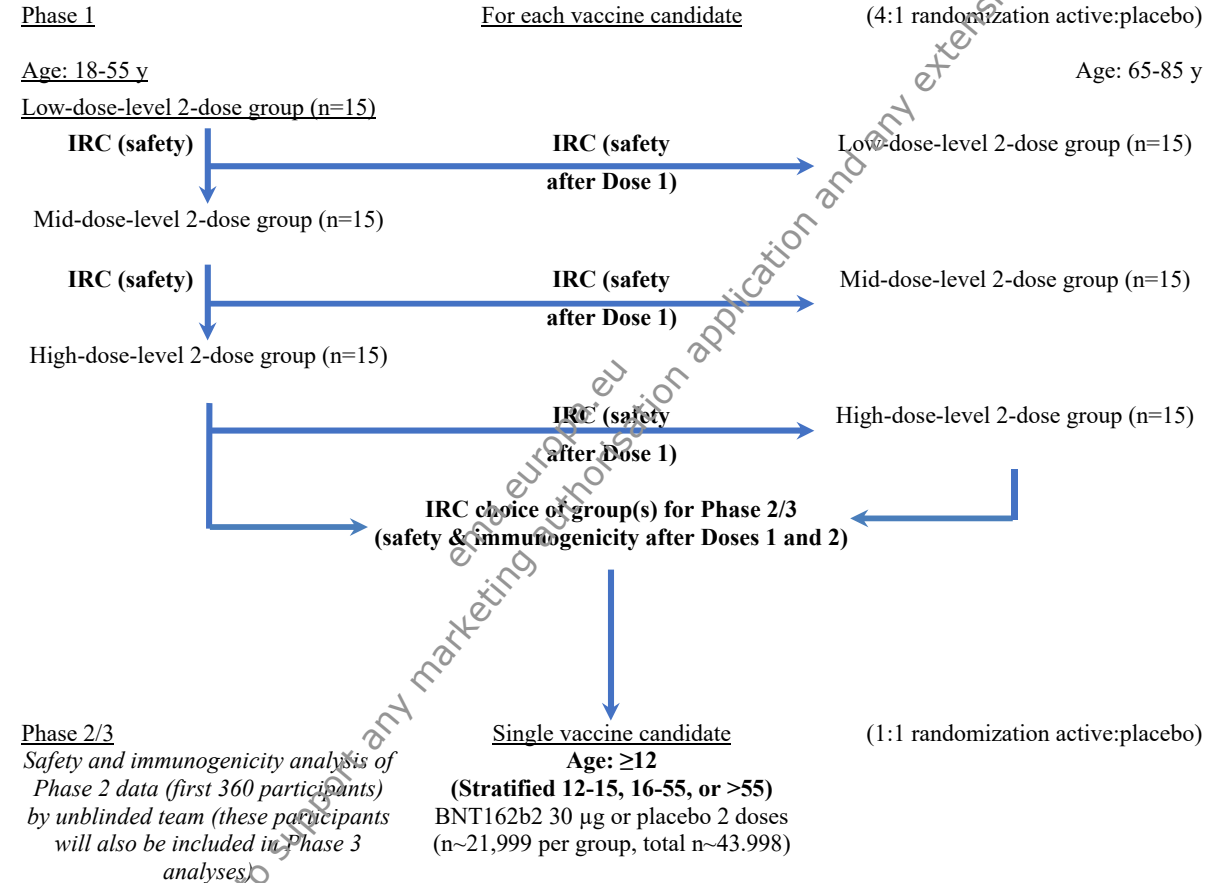 Phase 1 For each vaccine candidate (4:1 randomization active:placebo)
Age: 18-55 y Age: 65-85 y
Low-dose-level 2-dose group (n=15)
IRC (safety) IRC (safety Low-dose-level 2-dose group (n=15)
after Dose 1)
Mid-dose-level 2-dose group (n=15)
IRC (safety) IRC (safety Mid-dose-level 2-dose group (n=15)
after Dose 1)
High-dose-level 2-dose group (n=15)
IRC (safety High-dose-level 2-dose group (n=15)
after Dose 1)
IRC choice of group(s) for Phase 2/3
(safety & immunogenicity after Doses 1 and 2)
Phase 2/3
Safety and immunogenicity analysis of
Phase 2 data (first 360 participants)
by unblinded team (these participants
will also be included in Phase 3
analyses)
Single vaccine candidate
Age: ≥12
(Stratified 12-15, 16-55, or >55)
BNT162b2 30 µg or placebo 2 doses
(n~21,999 per group, total n~43.998)
(1:1 randomization active:placebo)
ema.europa.eu
o support any marketing authorisation application and any extensi